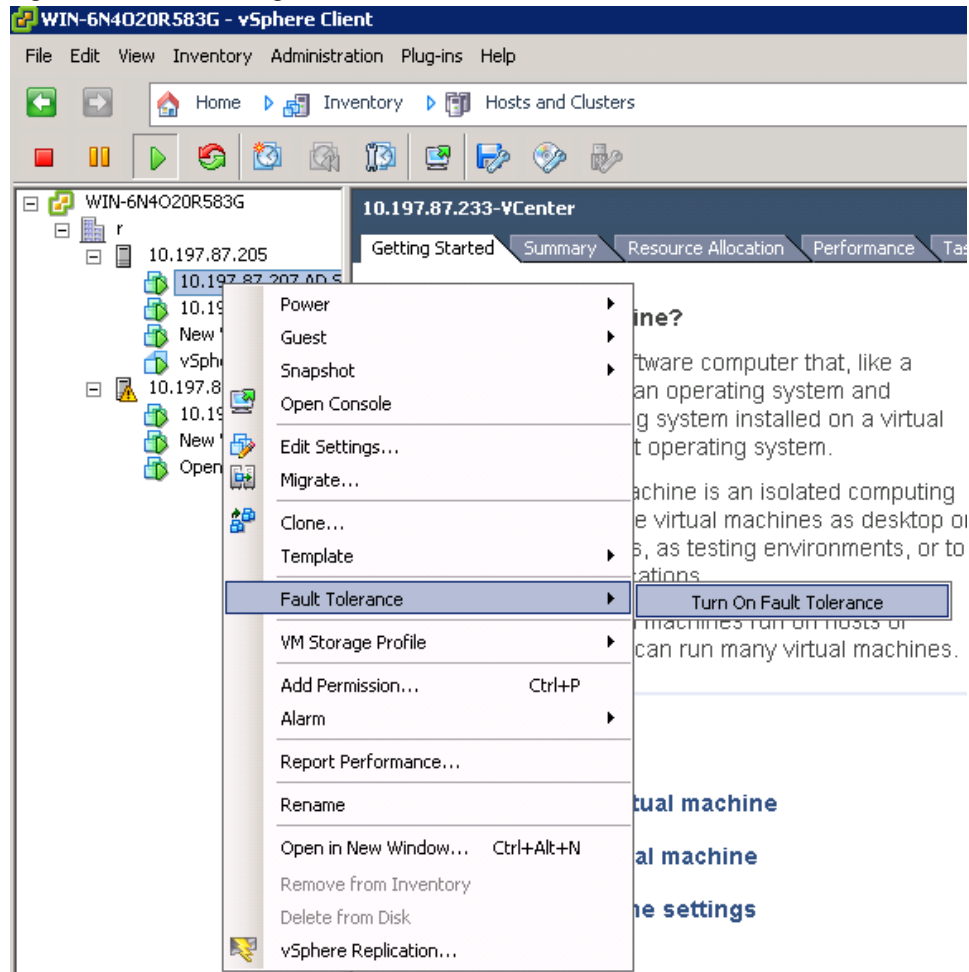 WIN-6N4O20R583G - vSphere Client
File Edit View Inventory Administration Plug-ins Help
Home Inventory Hosts and Clusters
WIN-6N4O20R583G
r
10.197.87.205
10.197.87.207 AD S
10.19
New
vSphe
10.197.8
10.19
New
Open
10.197.87.233-VCenter
Getting Started Summary Resource Allocation Performance Tas
ine?
ftware computer that, like a
an operating system and
g system installed on a virtual
t operating system.
achine is an isolated computing
e virtual machines as desktop or
s, as testing environments, or to
cations.
l machines run on hosts or
can run many virtual machines.
tual machine
al machine
ne settings
Power
Guest
Snapshot
Open Console
Edit Settings...
Migrate...
Clone...
Template
Fault Tolerance
Turn On Fault Tolerance
VM Storage Profile
Add Permission... Ctrl+P
Alarm
Report Performance...
Rename
Open in New Window... Ctrl+Alt+N
Remove from Inventory
Delete from Disk
vSphere Replication...